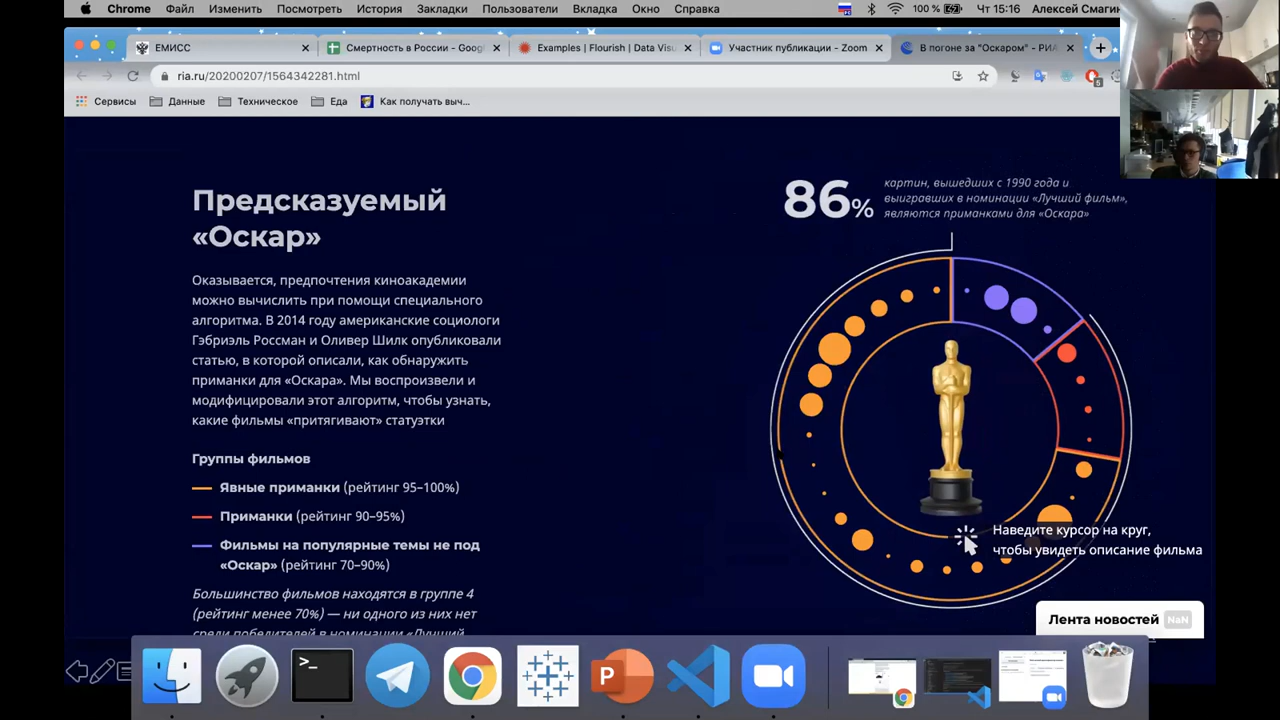 Chrome Файл Изменить Посмотреть История Закладки Пользователи Вкладка Окно Справка 100 % Чт 15:16 Алексей Смагин
ЕМИСС
Смертность в России - Goog
Examples | Flourish | Data Visu
Участник публикации - Zoom
В погоне за "Оскаром" - РИА
ria.ru/20200207/1564342281.html
5
Сервисы Данные Техническое Еда Как получать выч...
Предсказуемый
«Оскар»
Оказывается, предпочтения киноакадемии
можно вычислить при помощи специального
алгоритма. В 2014 году американские социологи
Гэбриэль Россман и Оливер Шилк опубликовали
статью, в которой описали, как обнаружить
приманки для «Оскара». Мы воспроизвели и
модифицировали этот алгоритм, чтобы узнать,
какие фильмы «притягивают» статуэтки
Группы фильмов
Явные приманки (рейтинг 95–100%)
Приманки (рейтинг 90–95%)
Фильмы на популярные темы не под
«Оскар» (рейтинг 70–90%)
Большинство фильмов находятся в группе 4
(рейтинг менее 70%) — ни одного из них нет
среди победителей в номинации «Лучший
86%
картин, вышедших с 1990 года и
выигравших в номинации «Лучший фильм»,
являются приманками для «Оскара»
Наведите курсор на круг,
чтобы увидеть описание фильма
Лента новостей NaN
>_
P